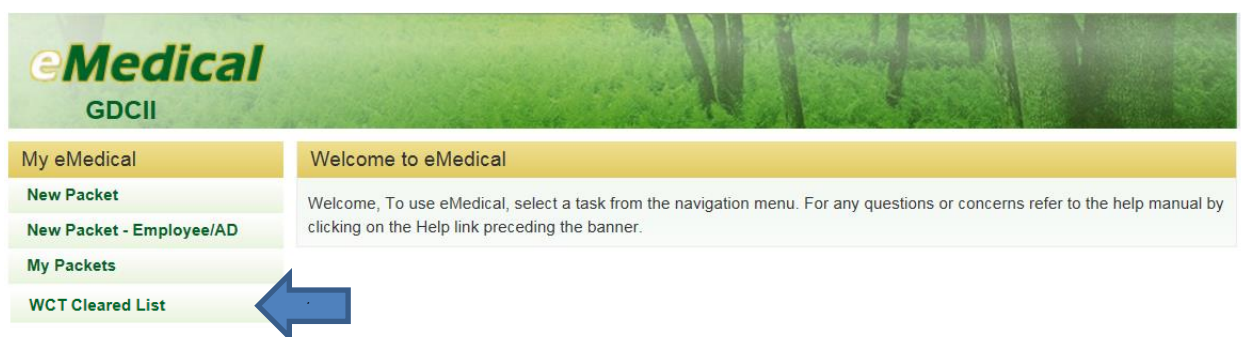 eMedical
GDCII
My eMedical
New Packet
New Packet - Employee/AD
My Packets
WCT Cleared List
Welcome to eMedical
Welcome, To use eMedical, select a task from the navigation menu. For any questions or concerns refer to the help manual by
clicking on the Help link preceding the banner.